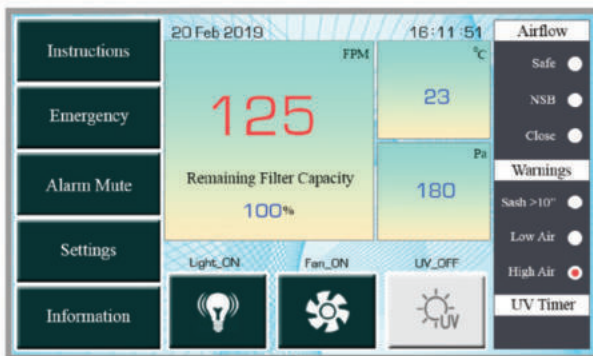 Instructions
Emergency
Alarm Mute
Settings
Information
20 Feb 2019
16:11:51
FPM
125
Remaining Filter Capacity
100%
°C
23
Pa
180
Light_ON
Fan_ON
UV_OFF
UV
Airflow
Safe
NSB
Close
Warnings
Sash >10"
Low Air
High Air
UV Timer